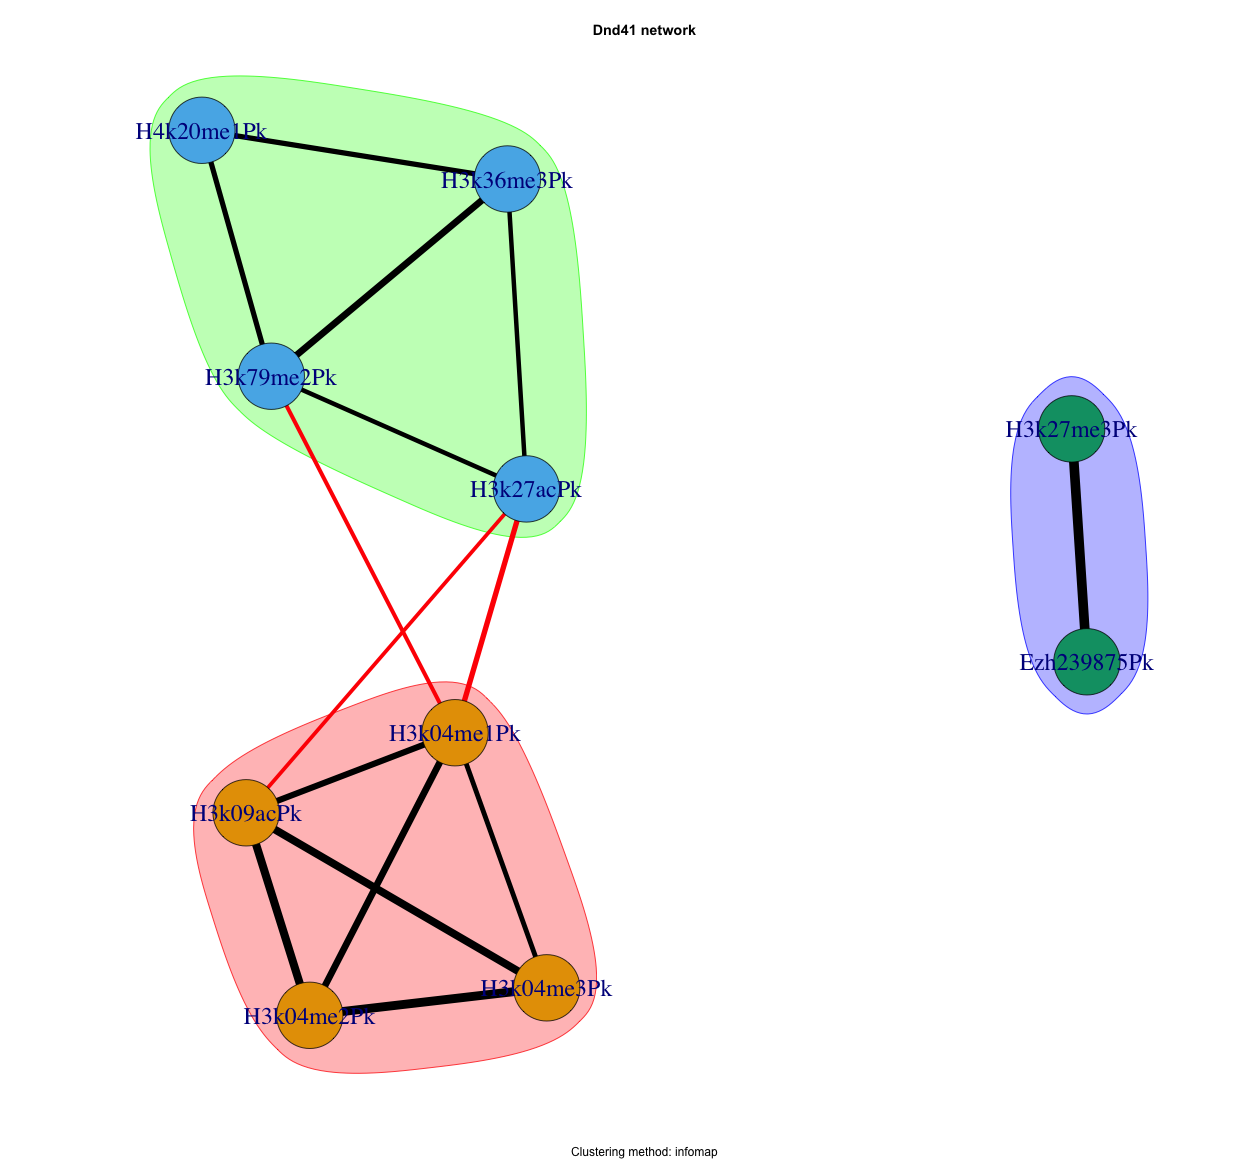 Dnd41 network
H4k20me1Pk
H3k36me3Pk
H3k79me2Pk
H3k27acPk
H3k27me3Pk
Ezh239875Pk
H3k04me1Pk
H3k09acPk
H3k04me3Pk
H3k04me2Pk
Clustering method: infomap